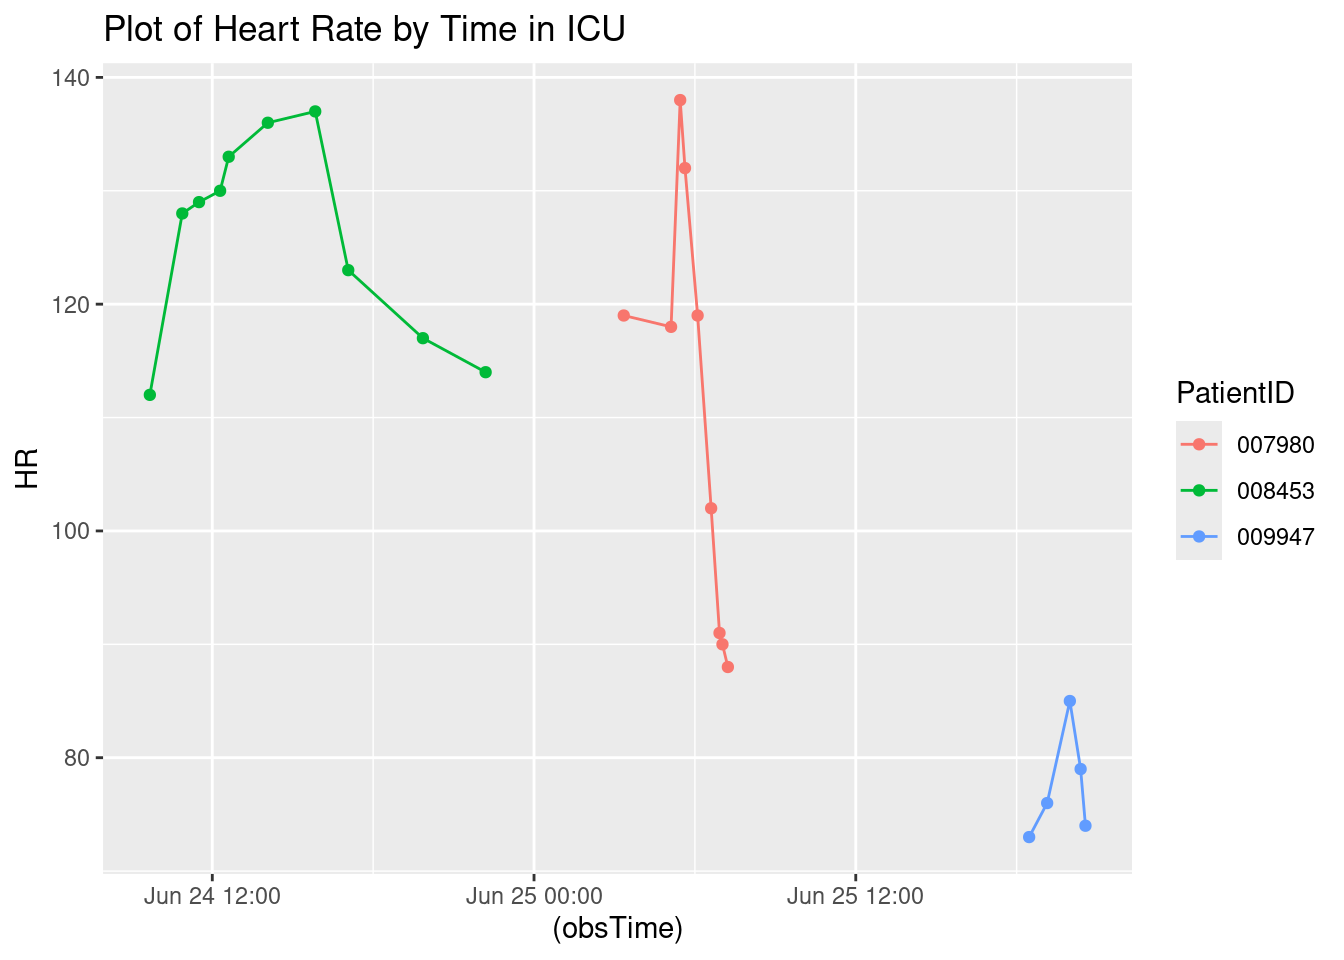 Plot of Heart Rate by Time in ICU
140
120
100
80
HR
Jun 24 12:00
Jun 25 00:00
Jun 25 12:00
(obsTime)
PatientID
007980
008453
009947